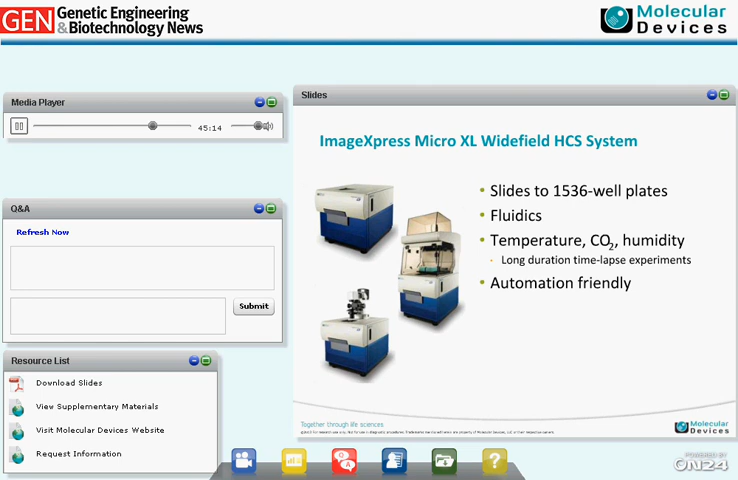 GEN Genetic Engineering
& Biotechnology News
Molecular
Devices
Media Player
45:14
Q&A
Refresh Now
Submit
Resource List
Download Slides
View Supplementary Materials
Visit Molecular Devices Website
Request Information
Slides
ImageXpress Micro XL Widefield HCS System
• Slides to 1536-well plates
• Fluidics
• Temperature, CO2, humidity
• Long duration time-lapse experiments
• Automation friendly
Together through life sciences
Molecular
Devices
Q
A
?
POWERED BY
ON24